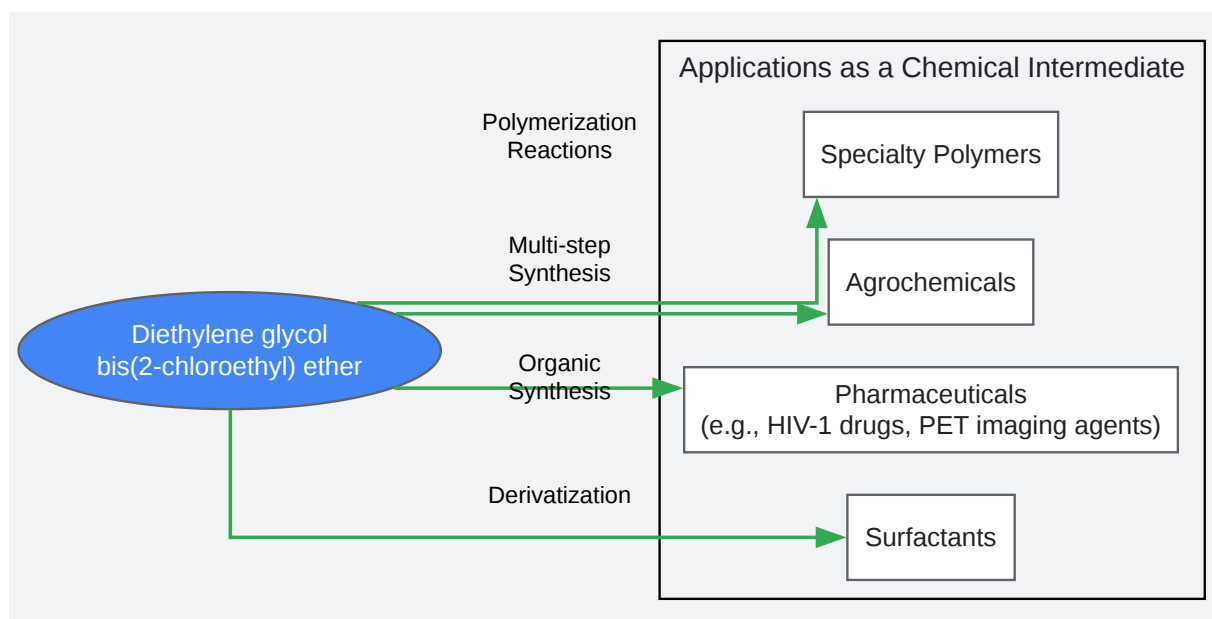 Applications as a Chemical Intermediate
Polymerization
Reactions
Specialty Polymers
Multi-step
Synthesis
Agrochemicals
Diethylene glycol
bis(2-chloroethyl) ether
Organic
Synthesis
Pharmaceuticals
(e.g., HIV-1 drugs, PET imaging agents)
Derivatization
Surfactants